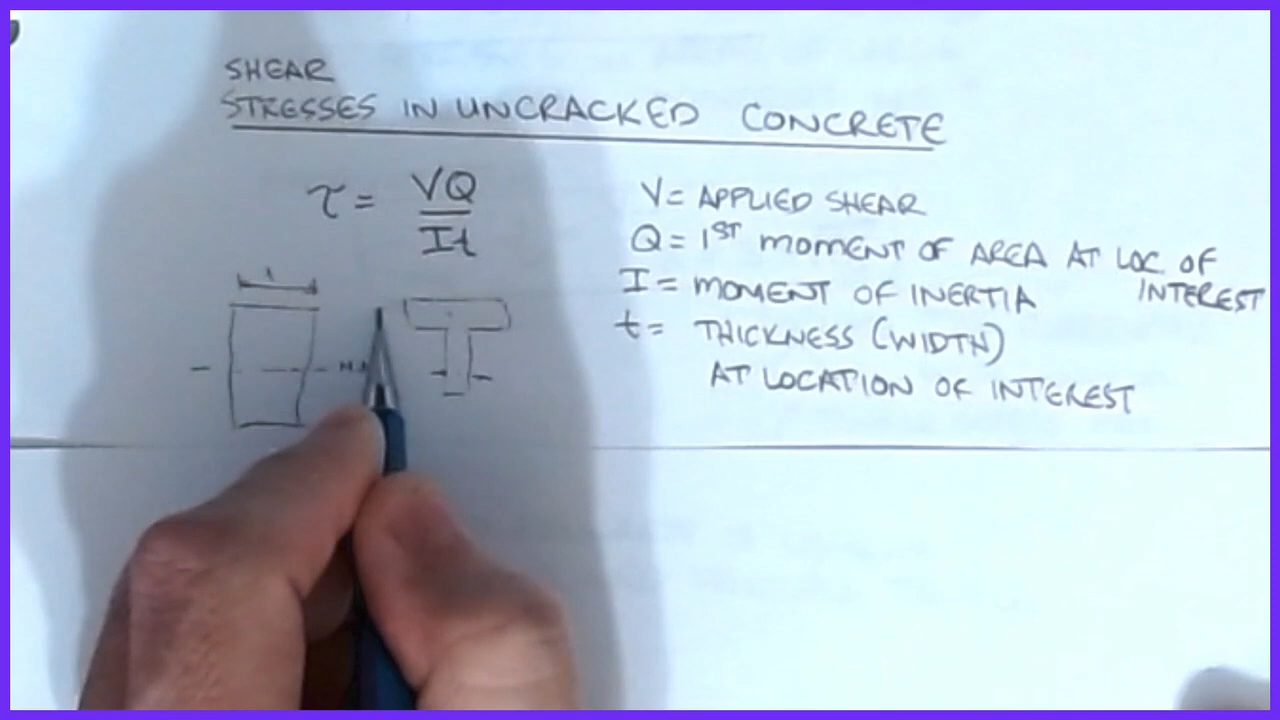 SHEAR
STRESSES IN UNCRACKED CONCRETE
τ = VQ
It
V = APPLIED SHEAR
Q = 1ST MOMENT OF AREA AT LOC OF
INTEREST
I = MOMENT OF INERTIA
t = THICKNESS (WIDTH)
AT LOCATION OF INTEREST
t